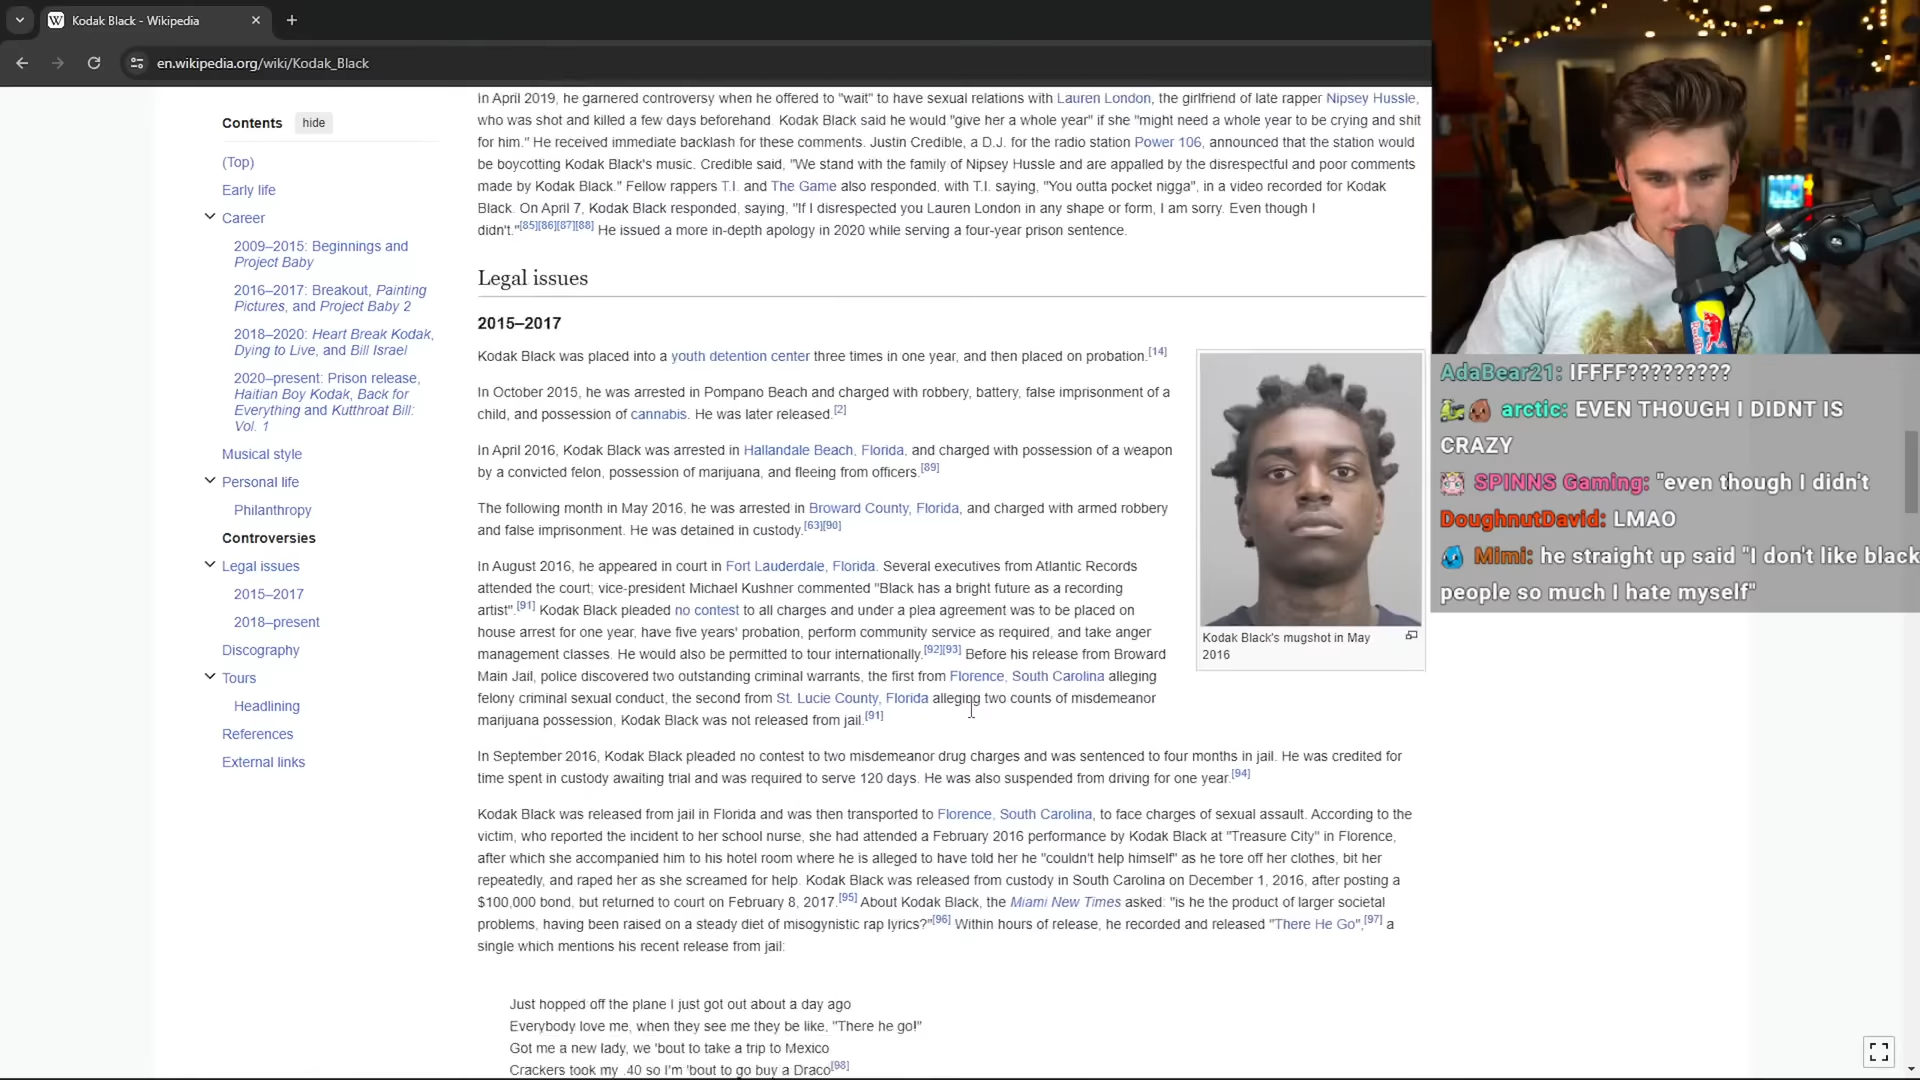 Kodak Black - Wikipedia
en.wikipedia.org/wiki/Kodak_Black
Contents hide
(Top)
Early life
Career
2009–2015: Beginnings and
Project Baby
2016–2017: Breakout, Painting
Pictures, and Project Baby 2
2018–2020: Heart Break Kodak,
Dying to Live, and Bill Israel
2020–present: Prison release,
Haitian Boy Kodak, Back for
Everything and Kutthroat Bill:
Vol. 1
Musical style
Personal life
Philanthropy
Controversies
Legal issues
2015–2017
2018–present
Discography
Tours
Headlining
References
External links
In April 2019, he garnered controversy when he offered to "wait" to have sexual relations with Lauren London, the girlfriend of late rapper Nipsey Hussle,
who was shot and killed a few days beforehand. Kodak Black said he would "give her a whole year" if she "might need a whole year to be crying and shit
for him." He received immediate backlash for these comments. Justin Credible, a D.J. for the radio station Power 106, announced that the station would
be boycotting Kodak Black's music. Credible said, "We stand with the family of Nipsey Hussle and are appalled by the disrespectful and poor comments
made by Kodak Black." Fellow rappers T.I. and The Game also responded, with T.I. saying, "You outta pocket nigga", in a video recorded for Kodak
Black. On April 7, Kodak Black responded, saying, "If I disrespected you Lauren London in any shape or form, I am sorry. Even though I
didn't."[85][86][87][88] He issued a more in-depth apology in 2020 while serving a four-year prison sentence.
Legal issues
2015–2017
Kodak Black was placed into a youth detention center three times in one year, and then placed on probation.[14]
In October 2015, he was arrested in Pompano Beach and charged with robbery, battery, false imprisonment of a
child, and possession of cannabis. He was later released.[2]
In April 2016, Kodak Black was arrested in Hallandale Beach, Florida, and charged with possession of a weapon
by a convicted felon, possession of marijuana, and fleeing from officers.[89]
The following month in May 2016, he was arrested in Broward County, Florida, and charged with armed robbery
and false imprisonment. He was detained in custody.[63][90]
In August 2016, he appeared in court in Fort Lauderdale, Florida. Several executives from Atlantic Records
attended the court; vice-president Michael Kushner commented "Black has a bright future as a recording
artist".[91] Kodak Black pleaded no contest to all charges and under a plea agreement was to be placed on
house arrest for one year, have five years' probation, perform community service as required, and take anger
management classes. He would also be permitted to tour internationally.[92][93] Before his release from Broward
Main Jail, police discovered two outstanding criminal warrants, the first from Florence, South Carolina alleging
felony criminal sexual conduct, the second from St. Lucie County, Florida alleging two counts of misdemeanor
marijuana possession, Kodak Black was not released from jail.[91]
Kodak Black's mugshot in May
2016
In September 2016, Kodak Black pleaded no contest to two misdemeanor drug charges and was sentenced to four months in jail. He was credited for
time spent in custody awaiting trial and was required to serve 120 days. He was also suspended from driving for one year.[94]
Kodak Black was released from jail in Florida and was then transported to Florence, South Carolina, to face charges of sexual assault. According to the
victim, who reported the incident to her school nurse, she had attended a February 2016 performance by Kodak Black at "Treasure City" in Florence,
after which she accompanied him to his hotel room where he is alleged to have told her he "couldn't help himself" as he tore off her clothes, bit her
repeatedly, and raped her as she screamed for help. Kodak Black was released from custody in South Carolina on December 1, 2016, after posting a
$100,000 bond, but returned to court on February 8, 2017.[95] About Kodak Black, the Miami New Times asked: "is he the product of larger societal
problems, having been raised on a steady diet of misogynistic rap lyrics?"[96] Within hours of release, he recorded and released "There He Go",[97] a
single which mentions his recent release from jail:
Just hopped off the plane I just got out about a day ago
Everybody love me, when they see me they be like, "There he go!"
Got me a new lady, we 'bout to take a trip to Mexico
Crackers took my .40 so I'm 'bout to go buy a Draco[98]
AdaBear21: IFFFF?????????
arctic: EVEN THOUGH I DIDNT IS
CRAZY
SPINNS Gaming: "even though I didn't
DoughnutDavid: LMAO
Mimi: he straight up said "I don't like black
people so much I hate myself"